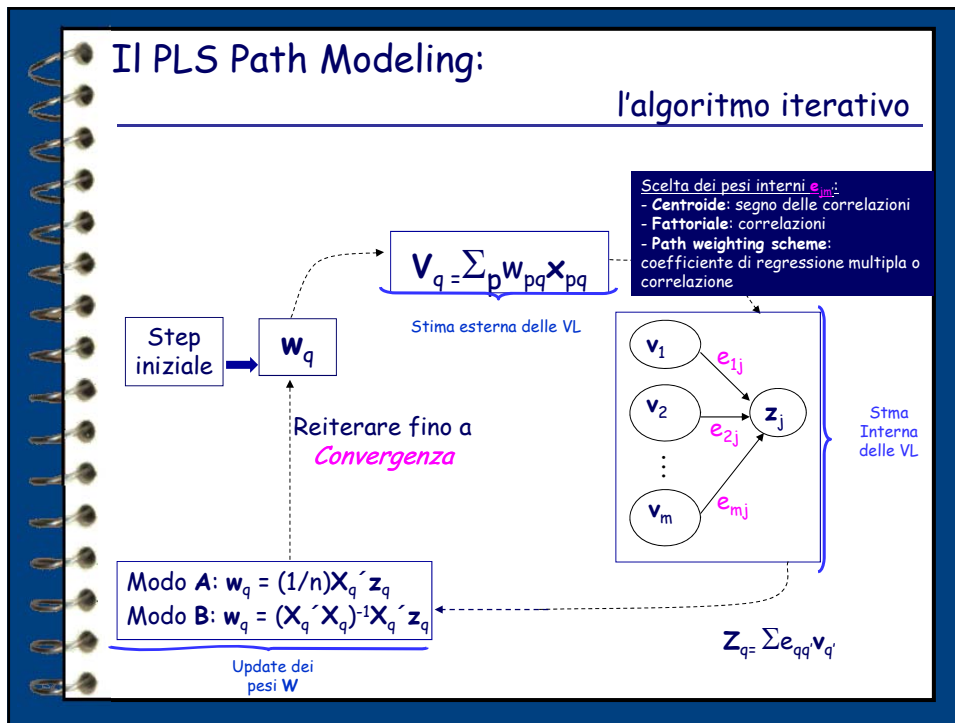 Il PLS Path Modeling:
l'algoritmo iterativo
Scelta dei pesi interni e_jm':
- Centroide: segno delle correlazioni
- Fattoriale: correlazioni
- Path weighting scheme:
coefficiente di regressione multipla o
correlazione
V_q = Σ_p w_pq x_pq
Stima esterna delle VL
Step
iniziale
w_q
v_1
e_1j
v_2
e_2j
z_j
⋮
v_m
e_mj
Stma
Interna
delle VL
Reiterare fino a
Convergenza
Modo A: w_q = (1/n)X_q´z_q
Modo B: w_q = (X_q´X_q)^-1 X_q´z_q
Update dei
pesi W
Z_q= Σe_qq' v_q'